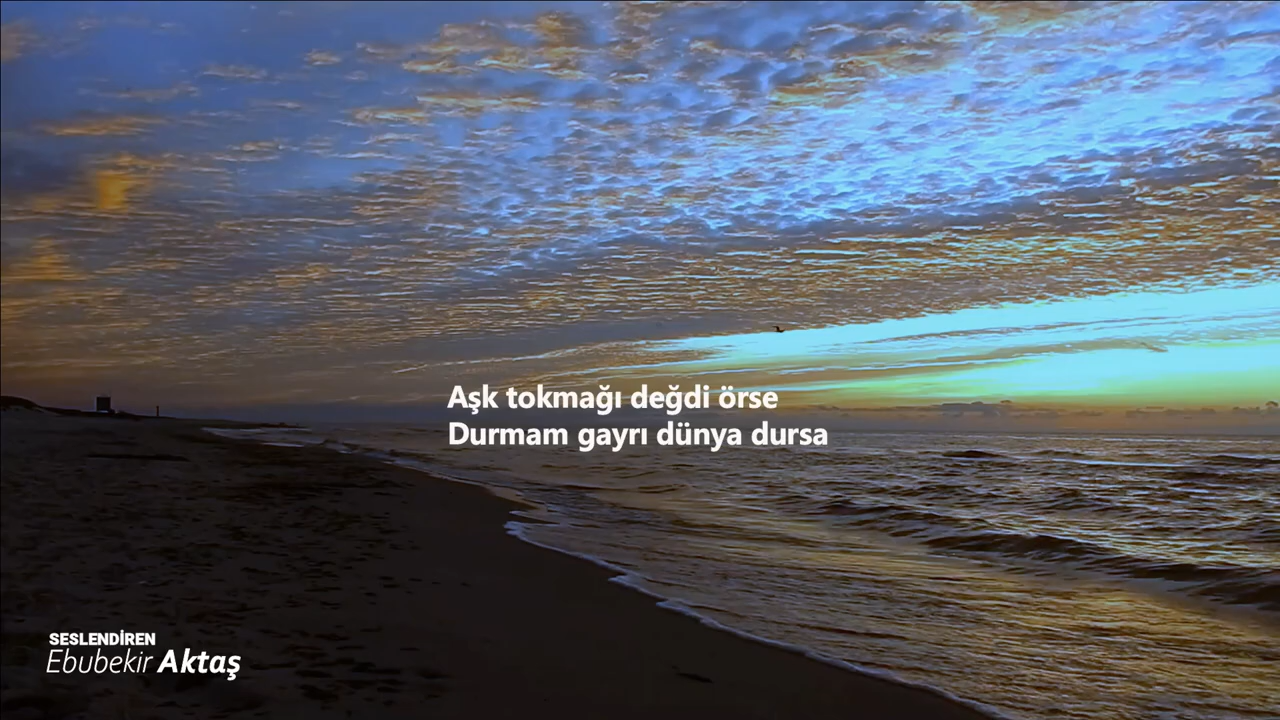 Aşk tokmağı değdi örse
Durmam gayrı dünya dursa
SESLENDİREN
Ebubekir Aktaş